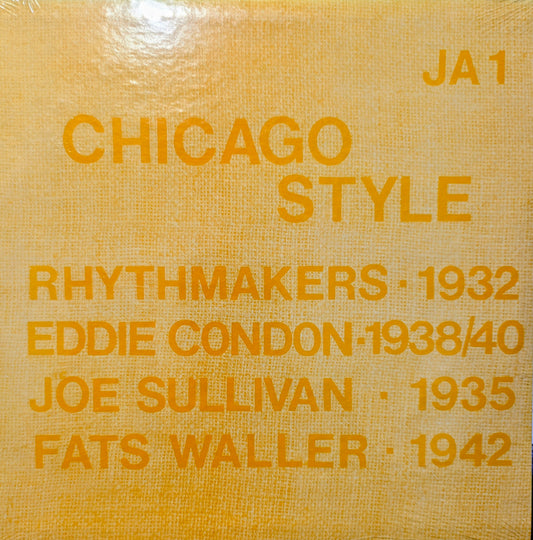 JA 1
CHICAGO
STYLE
RHYTHMAKERS · 1932
EDDIE CONDON · 1938/40
JOE SULLIVAN · 1935
FATS WALLER · 1942